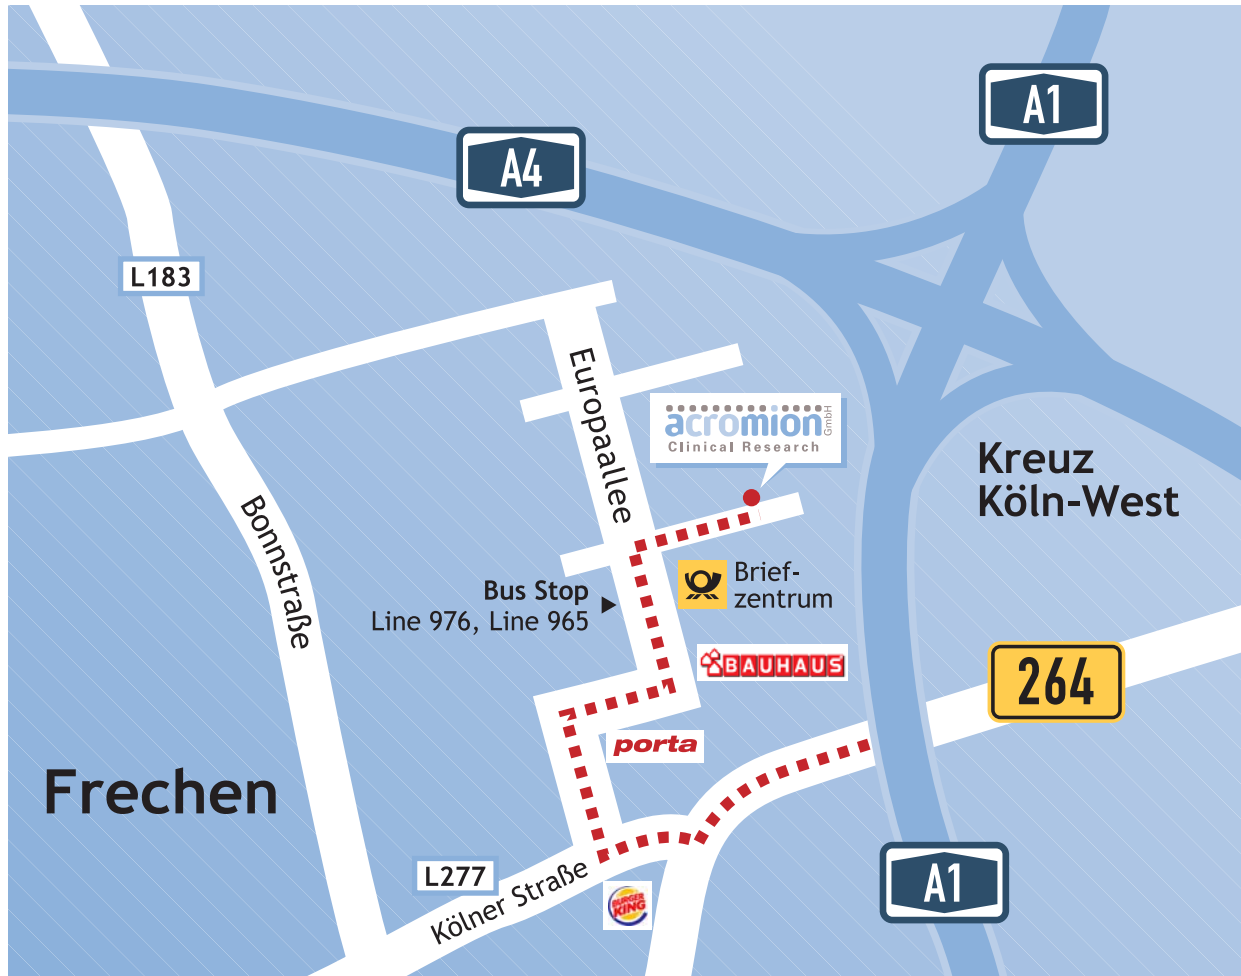 A1
A4
L183
Europaallee
acromion
GmbH
Clinical Research
Kreuz
Köln-West
Bonnstraße
Bus Stop
Line 976, Line 965
Brief-
zentrum
BAUHAUS
264
porta
Frechen
L277
Kölner Straße
BURGER
KING
A1